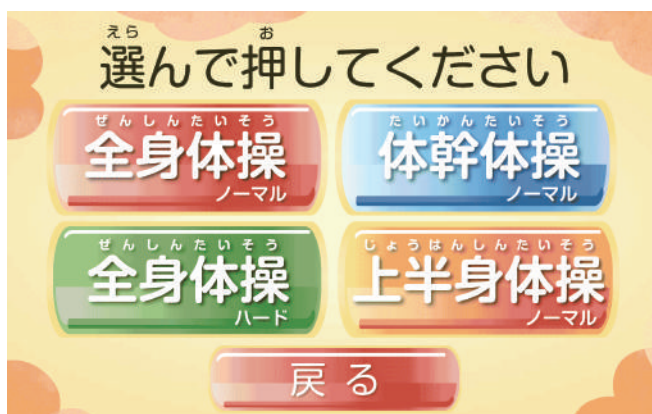 えら お
選んで押してください
ぜんしんたいそう
全身体操
ノーマル
たいかんたいそう
体幹体操
ノーマル
ぜんしんたいそう
全身体操
ハード
じょうはんしんたいそう
上半身体操
ノーマル
戻る